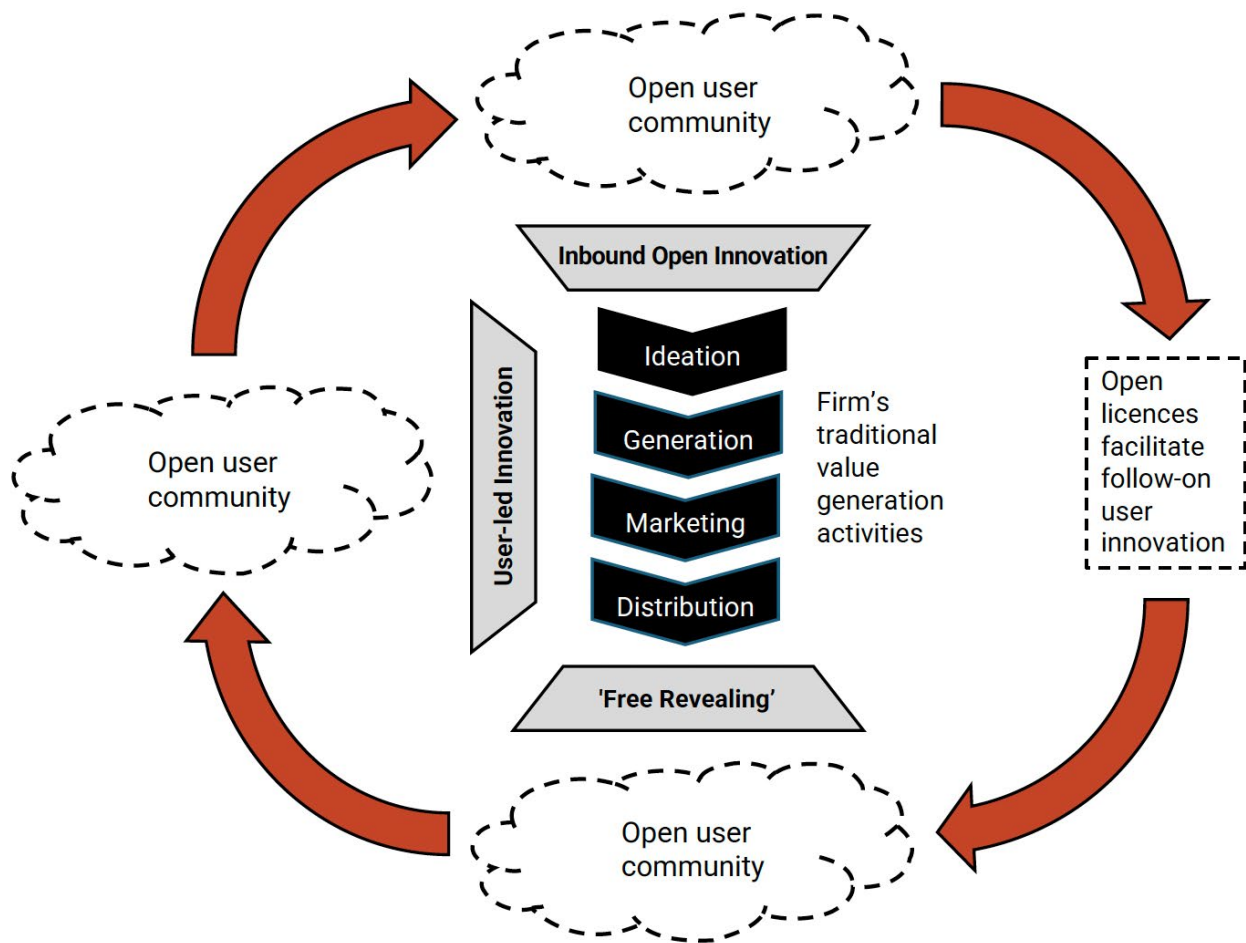 Open user
community
Inbound Open Innovation
User-led Innovation
Ideation
Generation
Marketing
Distribution
Firm's
traditional
value
generation
activities
Open
licences
facilitate
follow-on
user
innovation
Open user
community
'Free Revealing’
Open user
community